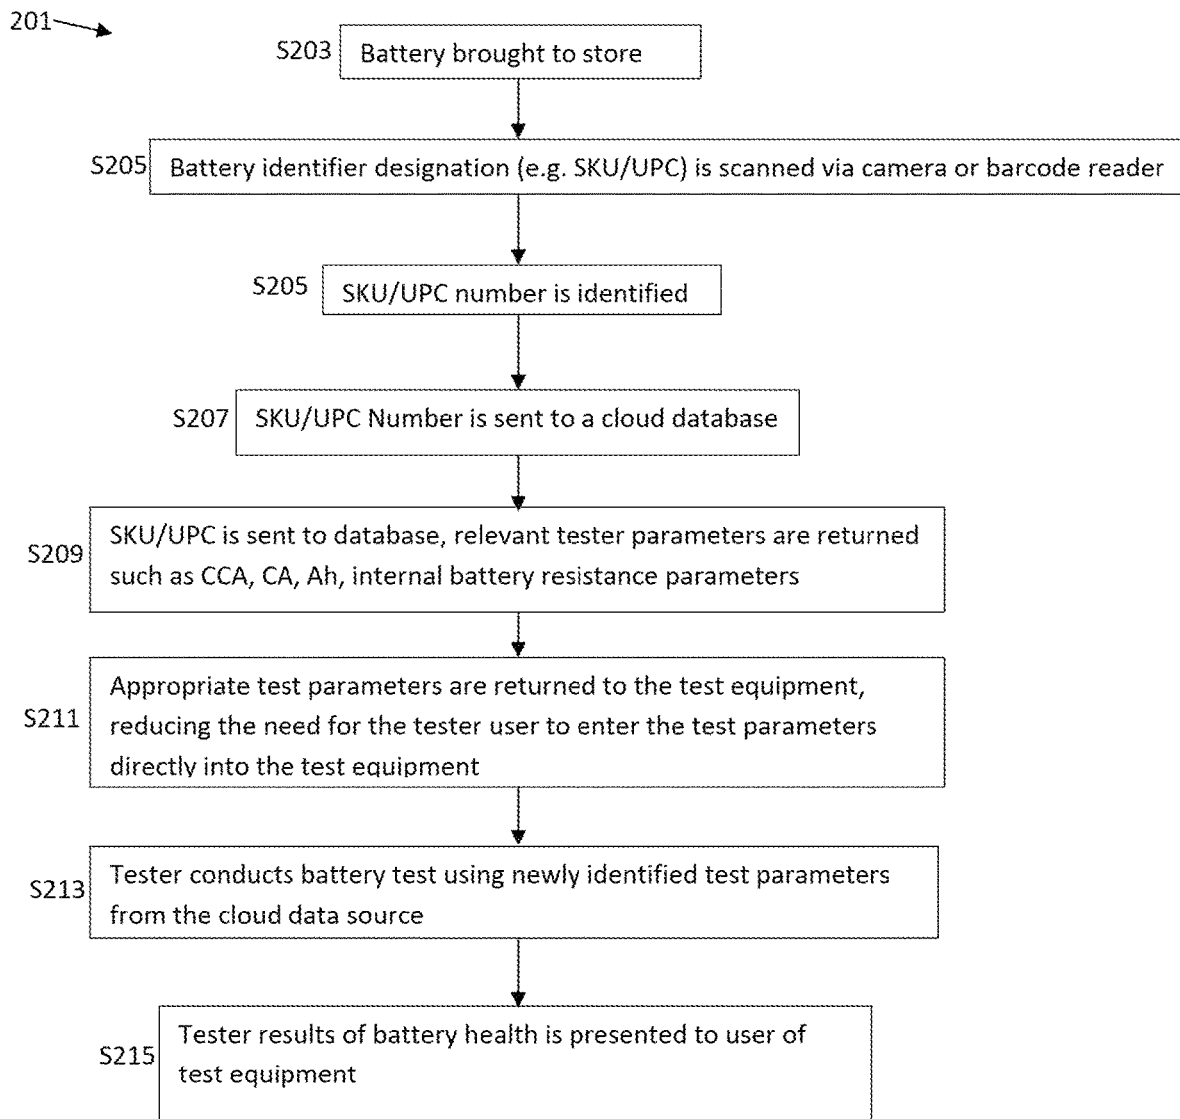 201
S203 Battery brought to store
S205 Battery identifier designation (e.g. SKU/UPC) is scanned via camera or barcode reader
S205 SKU/UPC number is identified
S207 SKU/UPC Number is sent to a cloud database
S209 SKU/UPC is sent to database, relevant tester parameters are returned
such as CCA, CA, Ah, internal battery resistance parameters
S211 Appropriate test parameters are returned to the test equipment,
reducing the need for the tester user to enter the test parameters
directly into the test equipment
S213 Tester conducts battery test using newly identified test parameters
from the cloud data source
S215 Tester results of battery health is presented to user of
test equipment